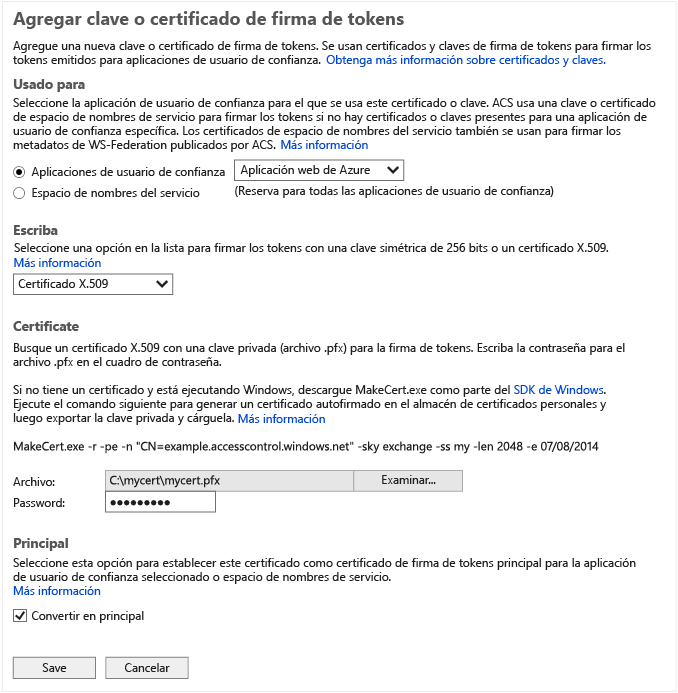 Agregar clave o certificado de firma de tokens
Agregue una nueva clave o certificado de firma de tokens. Se usan certificados y claves de firma de tokens para firmar los
tokens emitidos para aplicaciones de usuario de confianza. Obtenga más información sobre certificados y claves.
Usado para
Seleccione la aplicación de usuario de confianza para el que se usa este certificado o clave. ACS usa una clave o certificado
de espacio de nombres de servicio para firmar los tokens si no hay certificados o claves presentes para una aplicación de
usuario de confianza específica. Los certificados de espacio de nombres del servicio también se usan para firmar los
metadatos de WS-Federation publicados por ACS. Más información
Aplicaciones de usuario de confianza Aplicación web de Azure
Espacio de nombres del servicio (Reserva para todas las aplicaciones de usuario de confianza)
Escriba
Seleccione una opción en la lista para firmar los tokens con una clave simétrica de 256 bits o un certificado X.509.
Más información
Certificado X.509
Certificate
Busque un certificado X.509 con una clave privada (archivo .pfx) para la firma de tokens. Escriba la contraseña para el
archivo .pfx en el cuadro de contraseña.
Si no tiene un certificado y está ejecutando Windows, descargue MakeCert.exe como parte del SDK de Windows.
Ejecute el comando siguiente para generar un certificado autofirmado en el almacén de certificados personales y
luego exportar la clave privada y cárguela. Más información
MakeCert.exe -r -pe -n "CN=example.accesscontrol.windows.net" -sky exchange -ss my -len 2048 -e 07/08/2014
Archivo: C:\mycert\mycert.pfx Examinar...
Password: ●●●●●●●●●
Principal
Seleccione esta opción para establecer este certificado como certificado de firma de tokens principal para la aplicación
de usuario de confianza seleccionado o espacio de nombres de servicio.
Más información
Convertir en principal
Save Cancelar